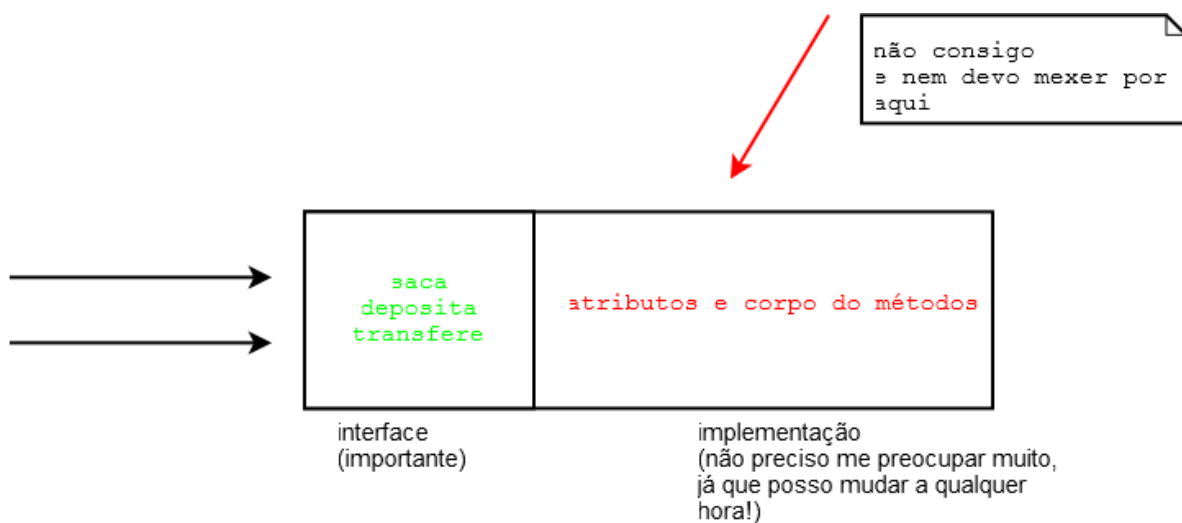 não consigo
e nem devo mexer por
aqui
saca
deposita
transfere
atributos e corpo do métodos
interface
(importante)
implementação
(não preciso me preocupar muito,
já que posso mudar a qualquer
hora!)